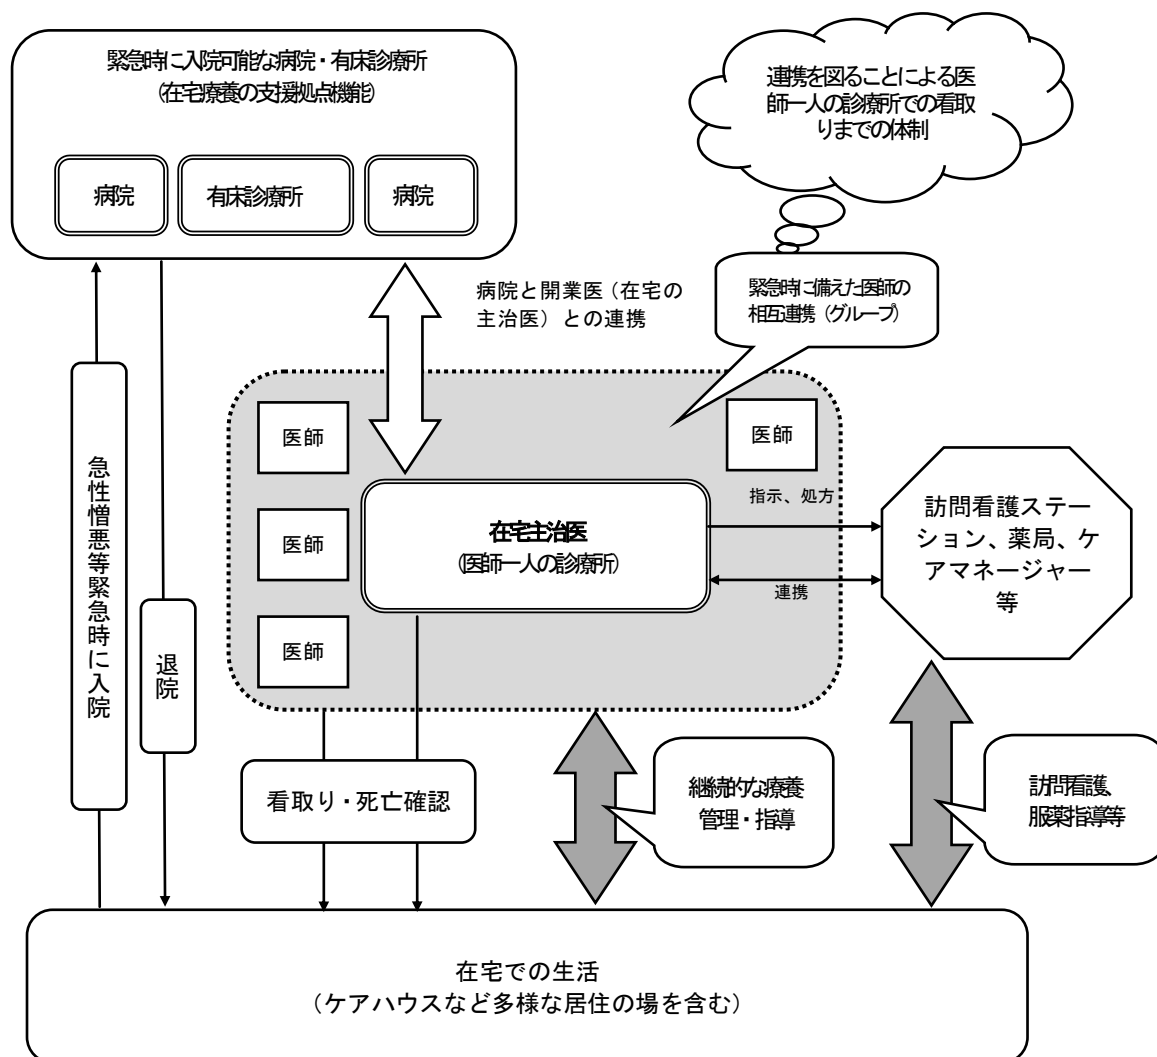 緊急時に入院可能な病院・有床診療所
(在宅療養の支援拠点機能)
病院
有床診療所
病院
連携を図ることによる医
師一人の診療所での看取
りまでの体制
病院と開業医(在宅の
主治医)との連携
緊急時に備えた医師の
相互連携(グループ)
医師
医師
医師
医師
在宅主治医
(医師一人の診療所)
指示、処方
連携
訪問看護ステー
ション、薬局、ケ
アマネージャー
等
急性憎悪等緊急時に入院
退院
看取り・死亡確認
継続的な療養
管理・指導
訪問看護、
服薬指導等
在宅での生活
(ケアハウスなど多様な居住の場を含む)